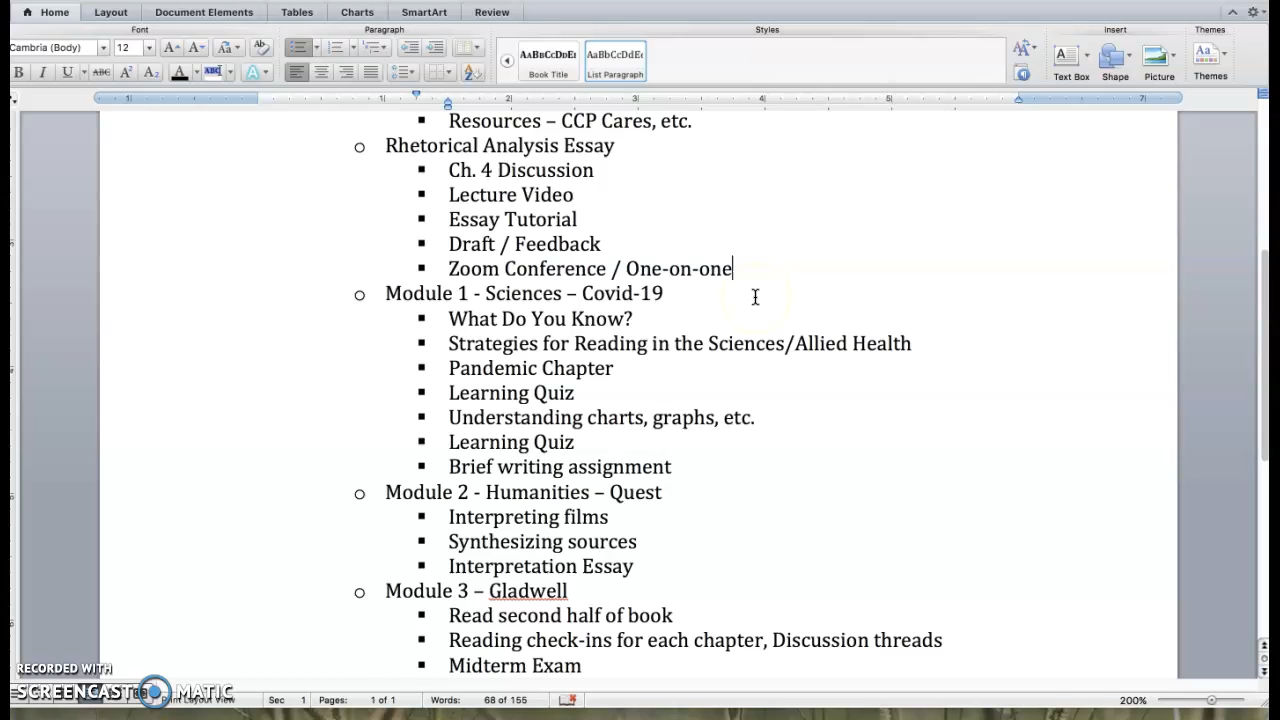 Home Layout Document Elements Tables Charts SmartArt Review
Font Paragraph Styles Insert Themes
Cambria (Body) 12
AaBbCcDdEe Book Title
AaBbCcDdEe List Paragraph
Text Box Shape Picture Themes
Resources – CCP Cares, etc.
Rhetorical Analysis Essay
Ch. 4 Discussion
Lecture Video
Essay Tutorial
Draft / Feedback
Zoom Conference / One-on-one
Module 1 - Sciences – Covid-19
What Do You Know?
Strategies for Reading in the Sciences/Allied Health
Pandemic Chapter
Learning Quiz
Understanding charts, graphs, etc.
Learning Quiz
Brief writing assignment
Module 2 - Humanities – Quest
Interpreting films
Synthesizing sources
Interpretation Essay
Module 3 – Gladwell
Read second half of book
Reading check-ins for each chapter, Discussion threads
Midterm Exam
RECORDED WITH
SCREENCAST MATIC
Print Layout View Sec 1 Pages: 1 of 1 Words: 68 of 155 200%